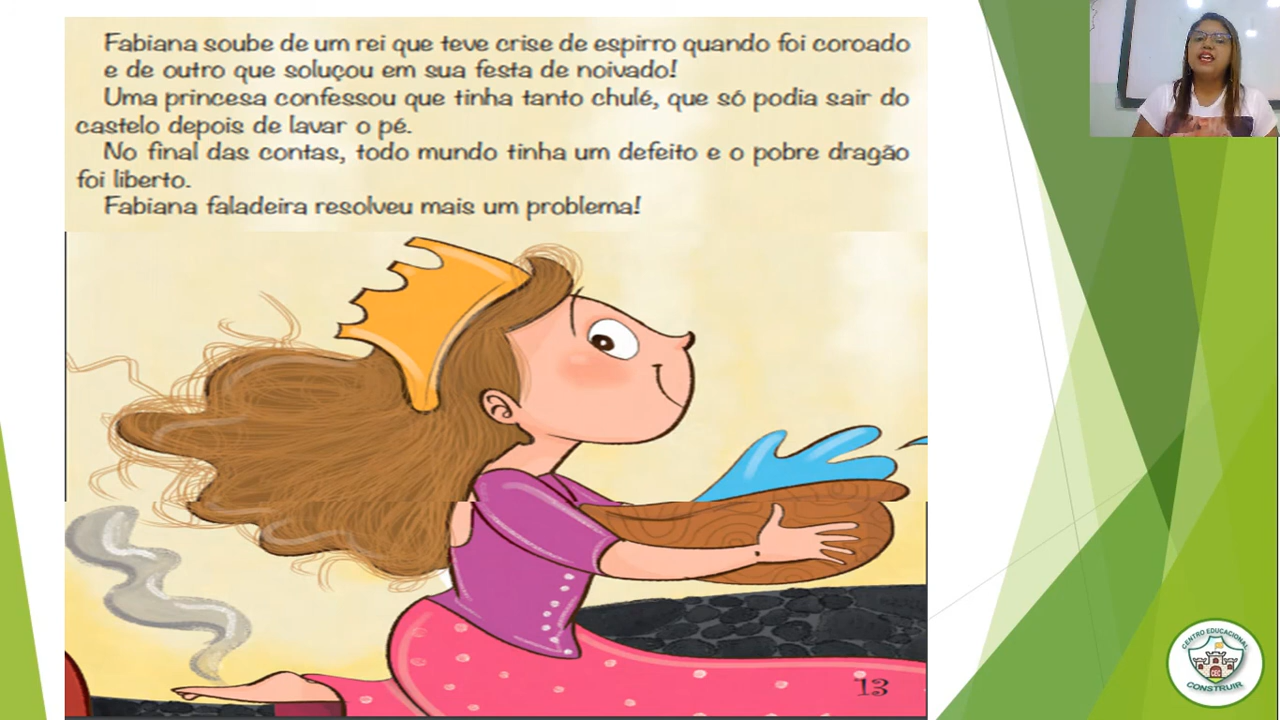 Fabiana soube de um rei que teve crise de espirro quando foi coroado
e de outro que soluçou em sua festa de noivado!
Uma princesa confessou que tinha tanto chulé, que só podia sair do
castelo depois de lavar o pé.
No final das contas, todo mundo tinha um defeito e o pobre dragão
foi liberto.
Fabiana faladeira resolveu mais um problema!
13
CENTRO EDUCACIONAL
CEC
CONSTRUIR